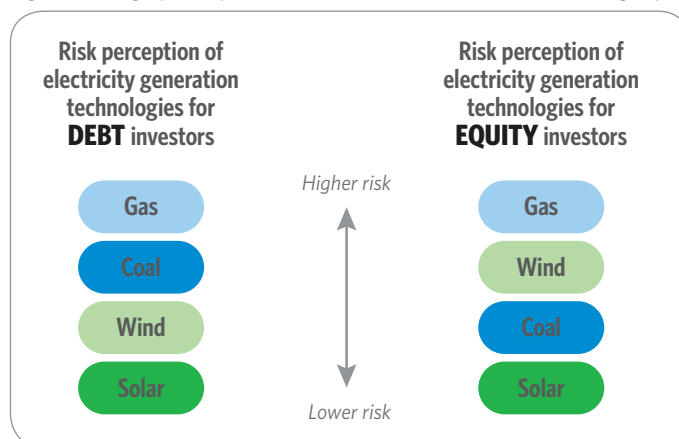 Risk perception of
electricity generation
technologies for
DEBT investors
Gas
Coal
Wind
Solar
Higher risk
Lower risk
Risk perception of
electricity generation
technologies for
EQUITY investors
Gas
Wind
Coal
Solar